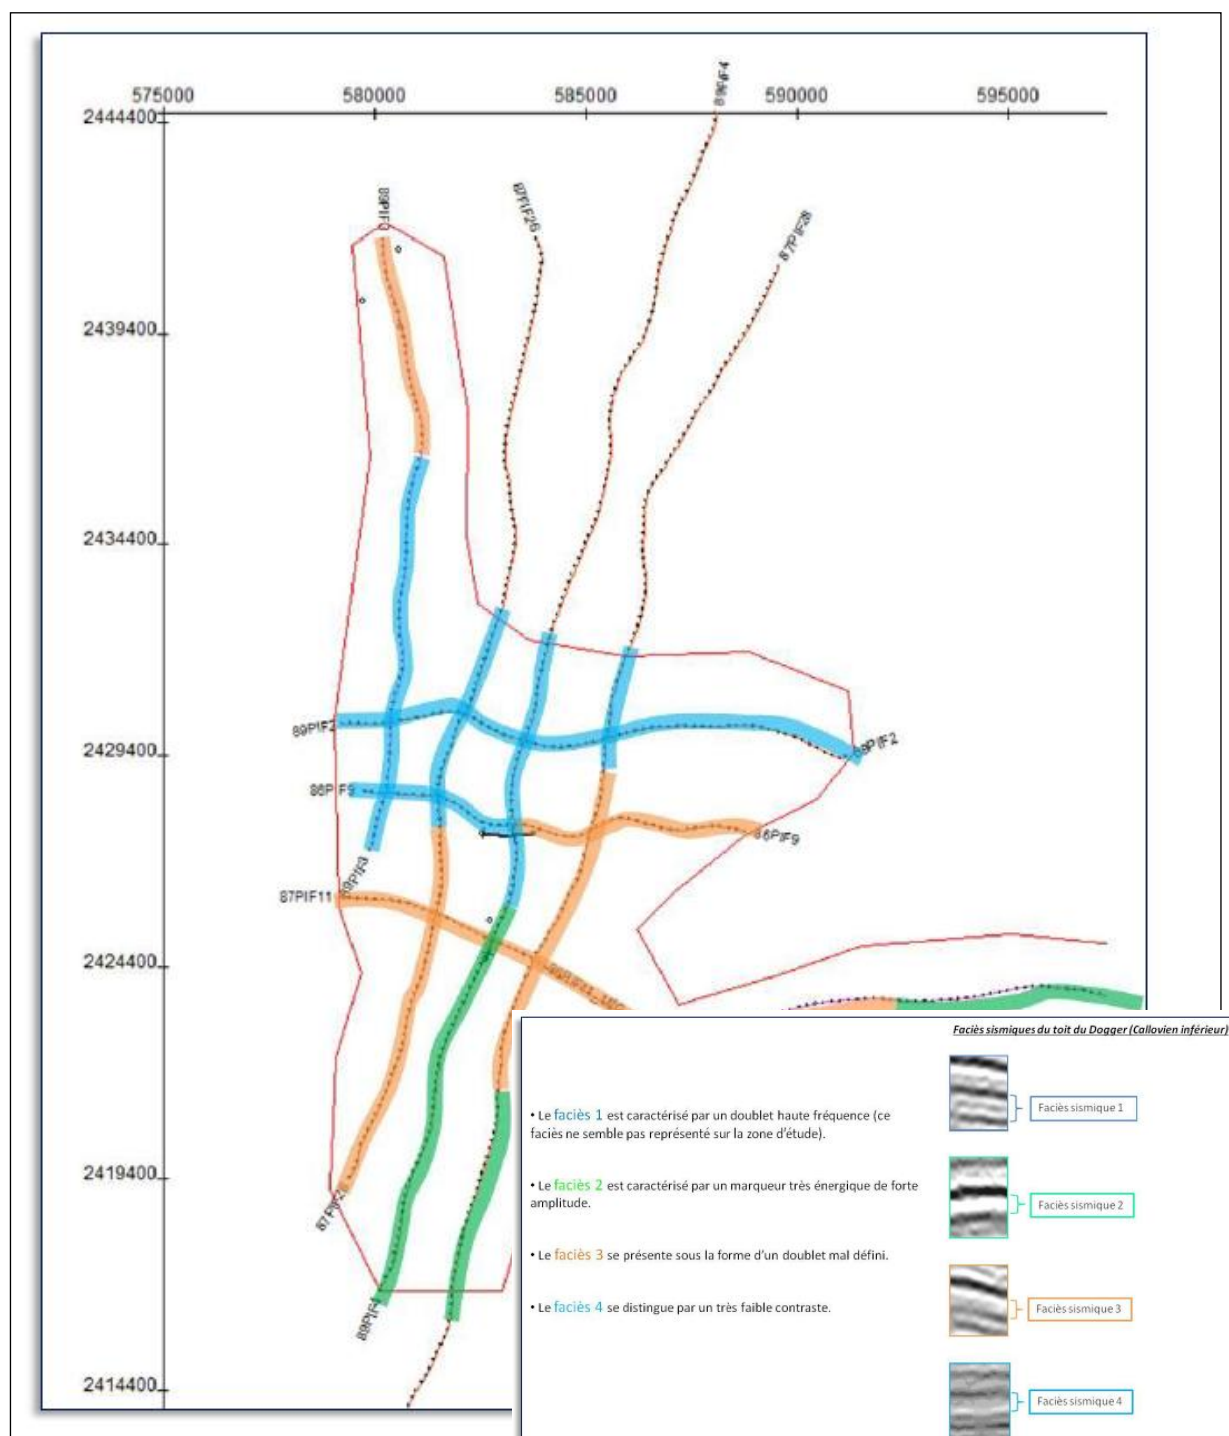 575000 580000 585000 590000 595000
2444400
2439400
2434400
2429400
2424400
2419400
2414400
87PIF26
87PIF28
89PIF2
86PIF9
86PIF9
89PIF3
87PIF11
89PIF4
Faciès sismiques du toit du Dogger (Callovien inférieur)
• Le faciès 1 est caractérisé par un doublet haute fréquence (ce
faciès ne semble pas représenté sur la zone d'étude).
Faciès sismique 1
• Le faciès 2 est caractérisé par un marqueur très énergique de forte
amplitude.
Faciès sismique 2
• Le faciès 3 se présente sous la forme d'un doublet mal défini.
Faciès sismique 3
• Le faciès 4 se distingue par un très faible contraste.
Faciès sismique 4